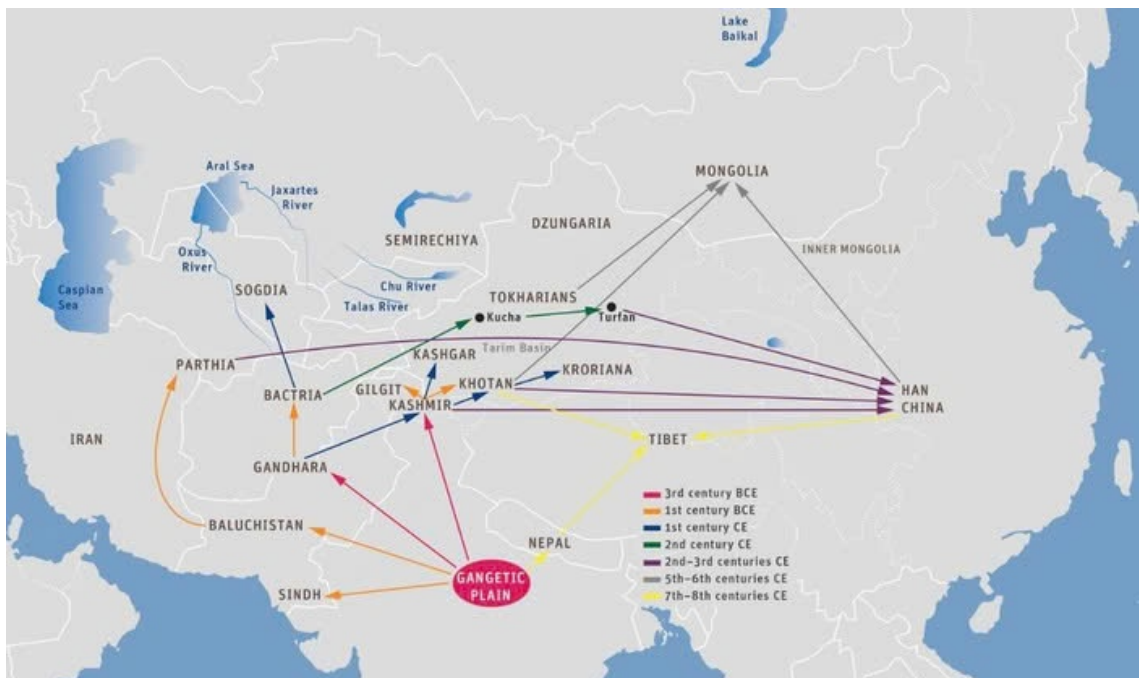 Lake
Baikal
MONGOLIA
Aral Sea
Jaxartes
River
DZUNGARIA
SEMIRECHIYA
INNER MONGOLIA
Oxus
River
Caspian
Sea
SOGDIA
Chu River
Talas River
TOKHARIANS
Kucha
Turfan
Tarim Basin
PARTHIA
KASHGAR
KRORIANA
BACTRIA
GILGIT
KHOTAN
KASHMIR
HAN
CHINA
IRAN
TIBET
GANDHARA
BALUCHISTAN
NEPAL
SINDH
GANGETIC
PLAIN
3rd century BCE
1st century BCE
1st century CE
2nd century CE
2nd–3rd centuries CE
5th–6th centuries CE
7th–8th centuries CE